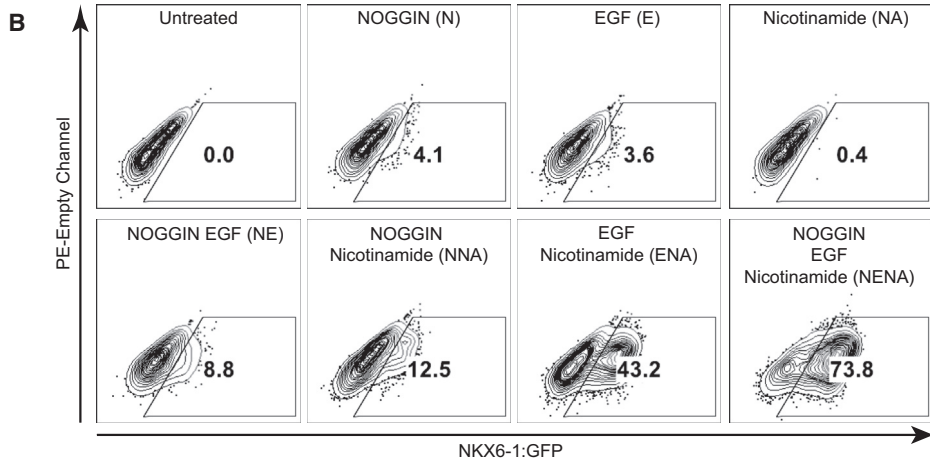 B
PE-Empty Channel
Untreated
0.0
NOGGIN (N)
4.1
EGF (E)
3.6
Nicotinamide (NA)
0.4
NOGGIN EGF (NE)
8.8
NOGGIN
Nicotinamide (NNA)
12.5
EGF
Nicotinamide (ENA)
43.2
NOGGIN
EGF
Nicotinamide (NENA)
73.8
NKX6-1:GFP